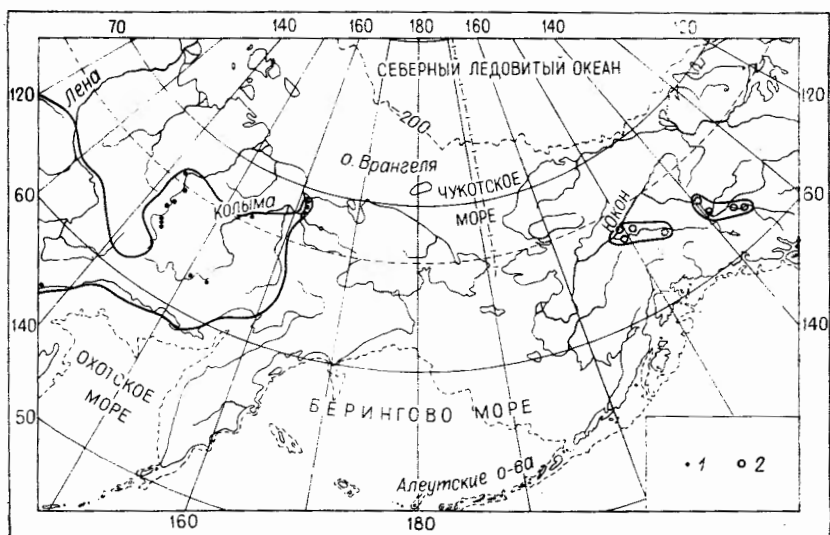 70 140 160 180 160 140
120 Лена СЕВЕРНЫЙ ЛЕДОВИТЫЙ ОКЕАН 120
200
о. Врангеля
60 Колыма ЧУКОТСКОЕ 60
МОРЕ
Юкон
140 140
ОХОТСКОЕ
МОРЕ
БЕРИНГОВО МОРЕ
50
1 2
Алеутские о-ва
160 180